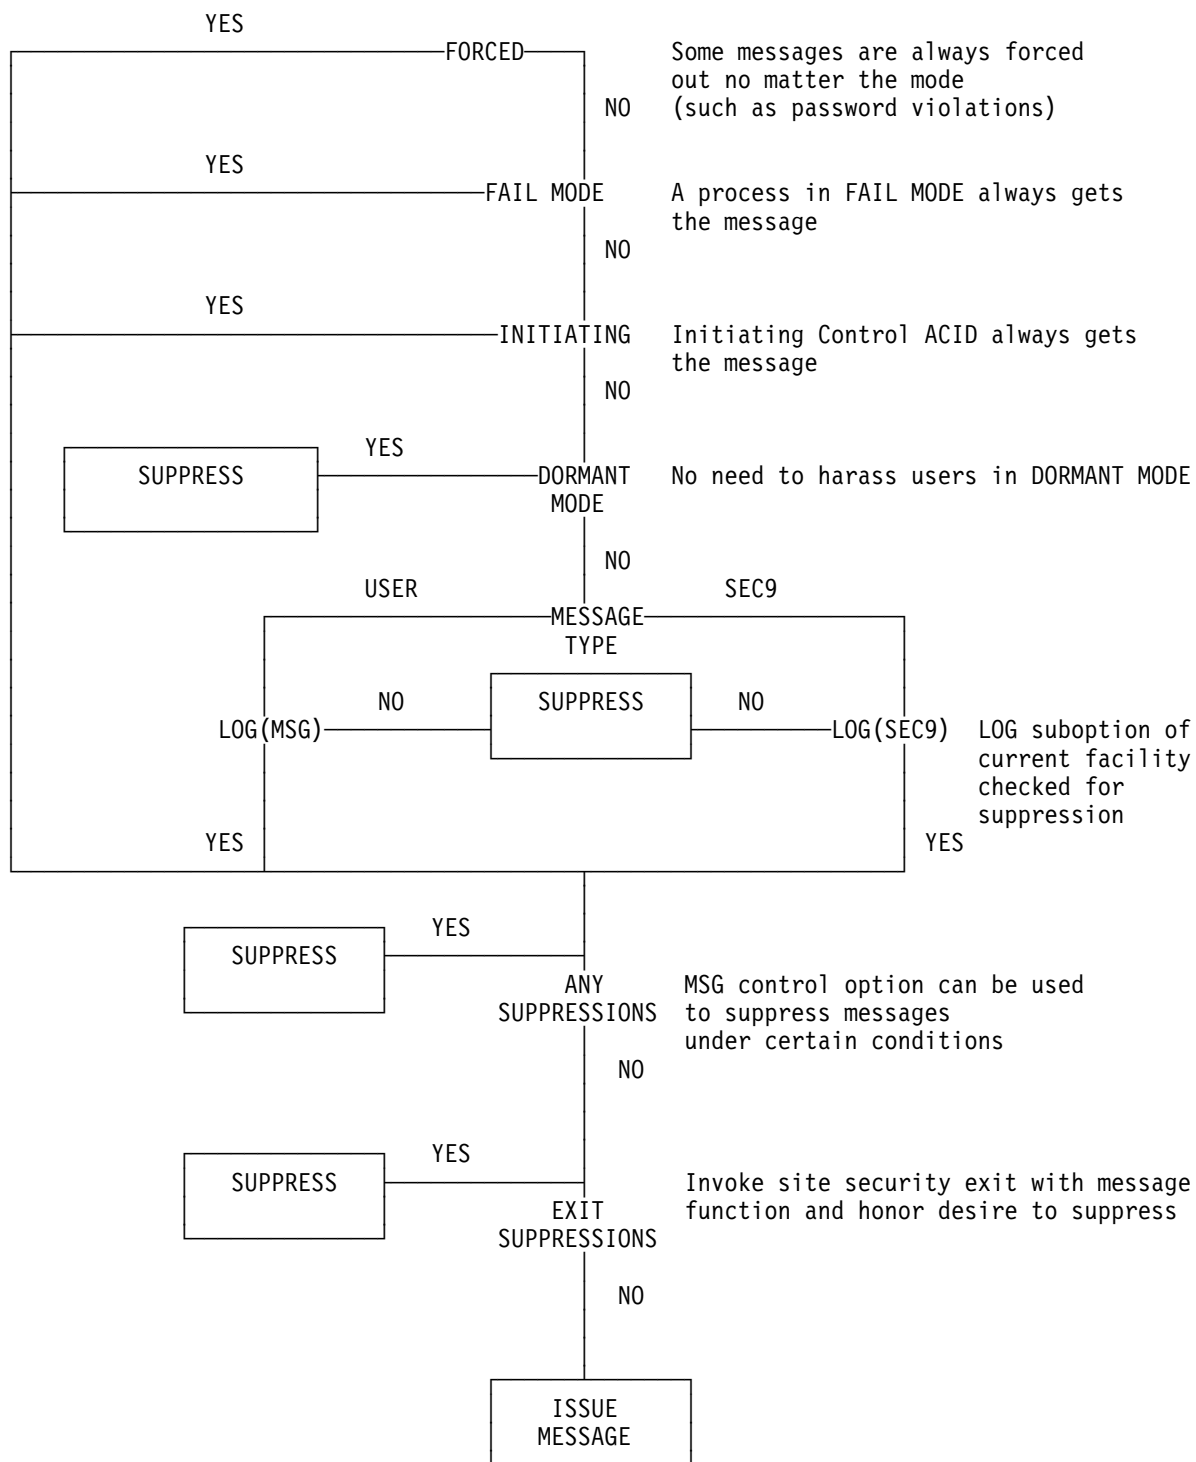 YES
FORCED
Some messages are always forced
out no matter the mode
NO
(such as password violations)
YES
FAIL MODE
A process in FAIL MODE always gets
the message
NO
YES
INITIATING
Initiating Control ACID always gets
the message
NO
YES
SUPPRESS
DORMANT
MODE
No need to harass users in DORMANT MODE
NO
USER
SEC9
MESSAGE
TYPE
NO
SUPPRESS
NO
LOG(MSG)
LOG(SEC9)
LOG suboption of
current facility
checked for
suppression
YES
YES
YES
SUPPRESS
ANY
SUPPRESSIONS
MSG control option can be used
to suppress messages
under certain conditions
NO
YES
SUPPRESS
EXIT
SUPPRESSIONS
Invoke site security exit with message
function and honor desire to suppress
NO
ISSUE
MESSAGE